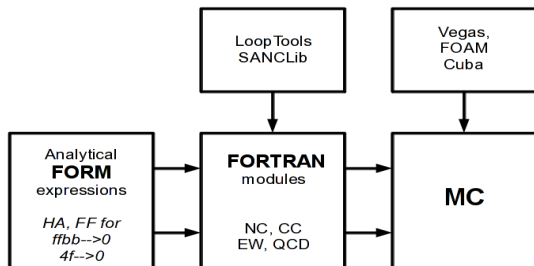 LoopTools
SANCLib
Vegas,
FOAM
Cuba
Analytical
FORM
expressions
HA, FF for
ffbb-->0
4f-->0
FORTRAN
modules
NC, CC
EW, QCD
MC